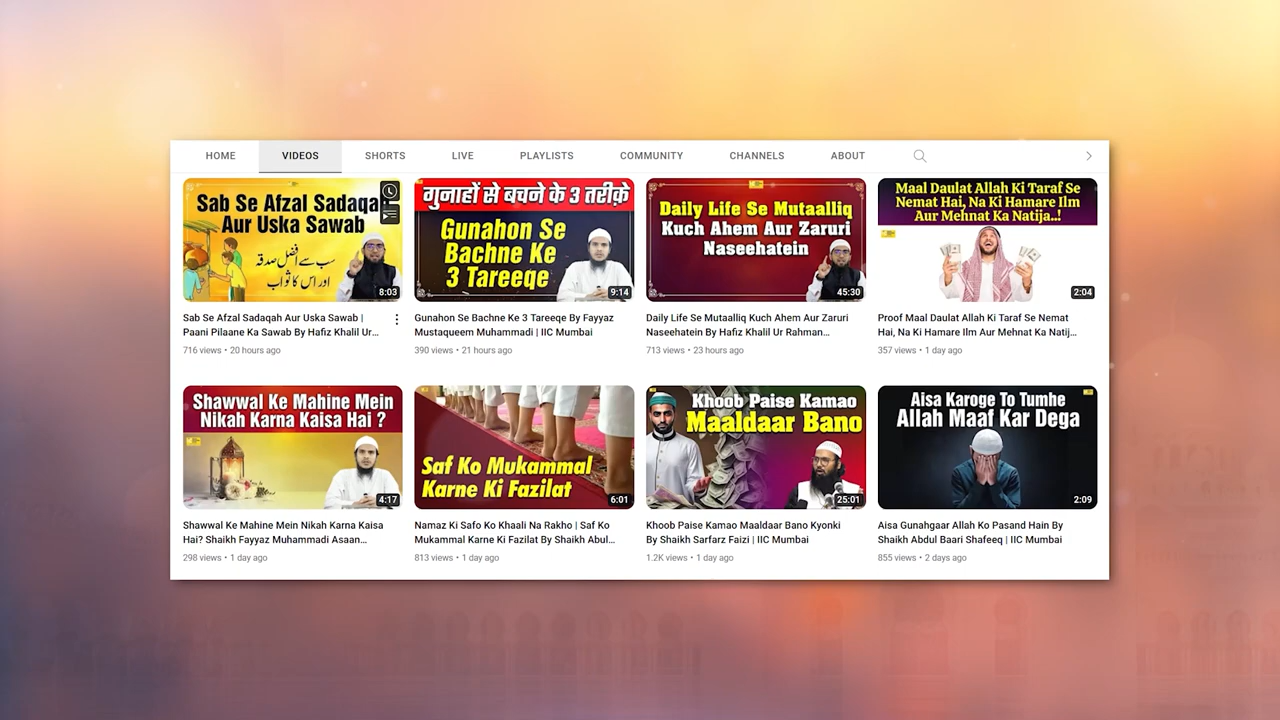 HOME VIDEOS SHORTS LIVE PLAYLISTS COMMUNITY CHANNELS ABOUT
Sab Se Afzal Sadaqah
Aur Uska Sawab
سب سے افضل صدقہ
اور اس کا ثواب
8:03
गुनाहों से बचने के 3 तरीक़े
Gunahon Se
Bachne Ke
3 Tareeqe
9:14
Daily Life Se Mutaalliq
Kuch Ahem Aur Zaruri
Naseehatein
45:30
Maal Daulat Allah Ki Taraf Se
Nemat Hai, Na Ki Hamare Ilm
Aur Mehnat Ka Natija..!
2:04
Sab Se Afzal Sadaqah Aur Uska Sawab |
Paani Pilaane Ka Sawab By Hafiz Khalil Ur...
716 views • 20 hours ago
Gunahon Se Bachne Ke 3 Tareeqe By Fayyaz
Mustaqueem Muhammadi | IIC Mumbai
390 views • 21 hours ago
Daily Life Se Mutaalliq Kuch Ahem Aur Zaruri
Naseehatein By Hafiz Khalil Ur Rahman...
713 views • 23 hours ago
Proof Maal Daulat Allah Ki Taraf Se Nemat
Hai, Na Ki Hamare Ilm Aur Mehnat Ka Natij...
357 views • 1 day ago
Shawwal Ke Mahine Mein
Nikah Karna Kaisa Hai ?
4:17
Saf Ko Mukammal
Karne Ki Fazilat
6:01
Khoob Paise Kamao
Maaldaar Bano
25:01
Aisa Karoge To Tumhe
Allah Maaf Kar Dega
2:09
Shawwal Ke Mahine Mein Nikah Karna Kaisa
Hai? Shaikh Fayyaz Muhammadi Asaan...
298 views • 1 day ago
Namaz Ki Safo Ko Khaali Na Rakho | Saf Ko
Mukammal Karne Ki Fazilat By Shaikh Abul...
813 views • 1 day ago
Khoob Paise Kamao Maaldaar Bano Kyonki
By Shaikh Sarfarz Faizi | IIC Mumbai
1.2K views • 1 day ago
Aisa Gunahgaar Allah Ko Pasand Hain By
Shaikh Abdul Baari Shafeeq | IIC Mumbai
855 views • 2 days ago